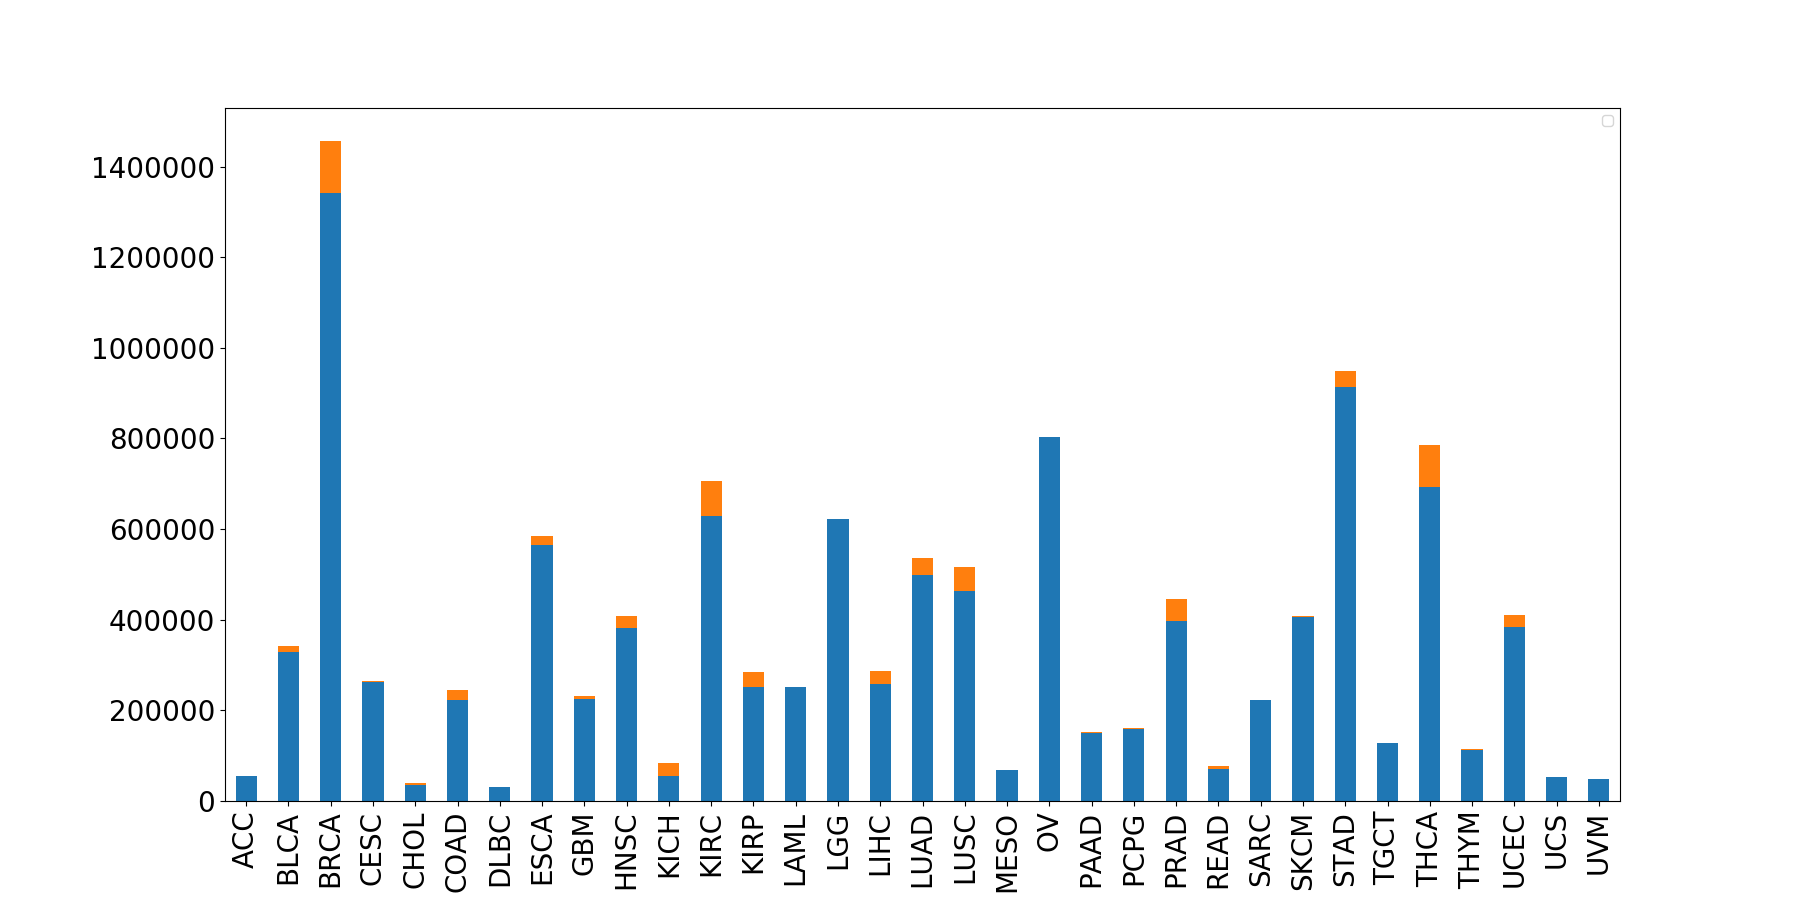 1400000
1200000
1000000
800000
600000
400000
200000
0
ACC
BLCA
BRCA
CESC
CHOL
COAD
DLBC
ESCA
GBM
HNSC
KICH
KIRC
KIRP
LAML
LGG
LIHC
LUAD
LUSC
MESO
OV
PAAD
PCPG
PRAD
READ
SARC
SKCM
STAD
TGCT
THCA
THYM
UCEC
UCS
UVM